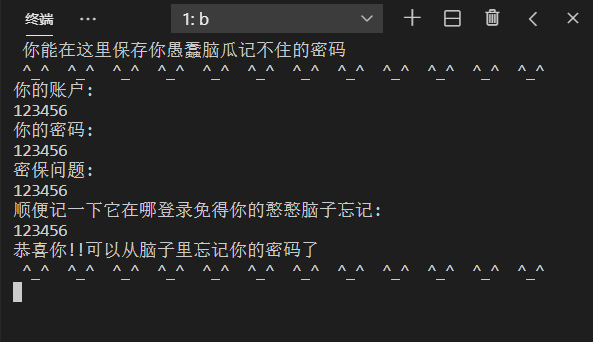 终端 ··· 1: b
你能在这里保存你愚蠢脑瓜记不住的密码
^_^ ^_^ ^_^ ^_^ ^_^ ^_^ ^_^ ^_^ ^_^ ^_^ ^_^ ^_^
你的账户:
123456
你的密码:
123456
密保问题:
123456
顺便记一下它在哪登录免得你的憨憨脑子忘记:
123456
恭喜你!!可以从脑子里忘记你的密码了
^_^ ^_^ ^_^ ^_^ ^_^ ^_^ ^_^ ^_^ ^_^ ^_^ ^_^ ^_^